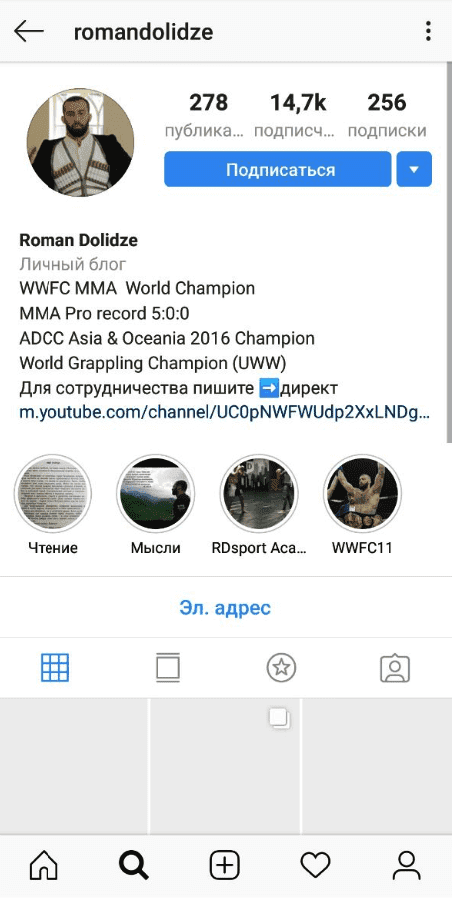 romandolidze
278 14,7k 256
публика... подписч... подписки
Подписаться
Roman Dolidze
Личный блог
WWFC MMA World Champion
MMA Pro record 5:0:0
ADCC Asia & Oceania 2016 Champion
World Grappling Champion (UWW)
Для сотрудничества пишите ➡️директ
m.youtube.com/channel/UC0pNWFWUdp2XxLNDg...
Чтение Мысли RDsport Aca... WWFC11
Эл. адрес